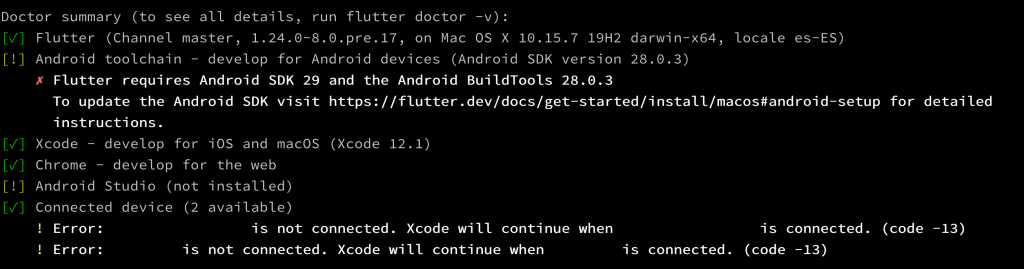 Doctor summary (to see all details, run flutter doctor -v):
[✓] Flutter (Channel master, 1.24.0-8.0.pre.17, on Mac OS X 10.15.7 19H2 darwin-x64, locale es-ES)
[!] Android toolchain - develop for Android devices (Android SDK version 28.0.3)
✗ Flutter requires Android SDK 29 and the Android BuildTools 28.0.3
To update the Android SDK visit https://flutter.dev/docs/get-started/install/macos#android-setup for detailed
instructions.
[✓] Xcode - develop for iOS and macOS (Xcode 12.1)
[✓] Chrome - develop for the web
[!] Android Studio (not installed)
[✓] Connected device (2 available)
! Error: is not connected. Xcode will continue when is connected. (code -13)
! Error: is not connected. Xcode will continue when is connected. (code -13)